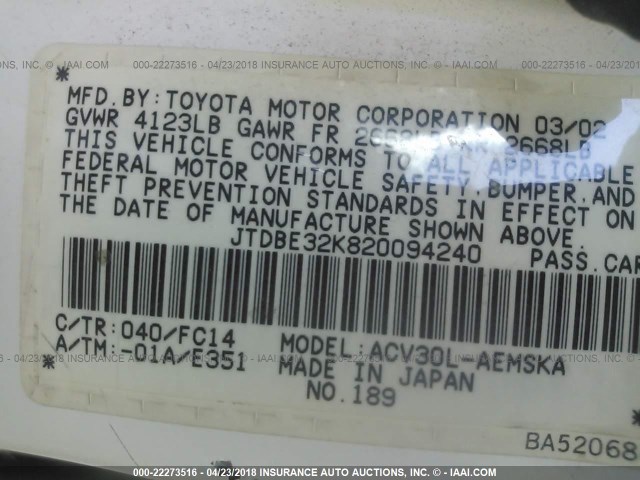 000-22273516 - 04/23/2018 INSURANCE AUTO AUCTIONS, INC. - IAAI.COM
*
MFD. BY: TOYOTA MOTOR CORPORATION 03/02
GVWR 4123LB GAWR FR 2668LB RR 2668LB
THIS VEHICLE CONFORMS TO ALL APPLICABLE
FEDERAL MOTOR VEHICLE SAFETY, BUMPER, AND
THEFT PREVENTION STANDARDS IN EFFECT ON
THE DATE OF MANUFACTURE SHOWN ABOVE.
JTDBE32K820094240 PASS. CAR
C/TR: 040/FC14 MODEL: ACV30L-AEMSKA
A/TM: -01A/E351 MADE IN JAPAN
* NO. 189 *
BA52068
000-22273516 - 04/23/2018 INSURANCE AUTO AUCTIONS, INC. - IAAI.COM